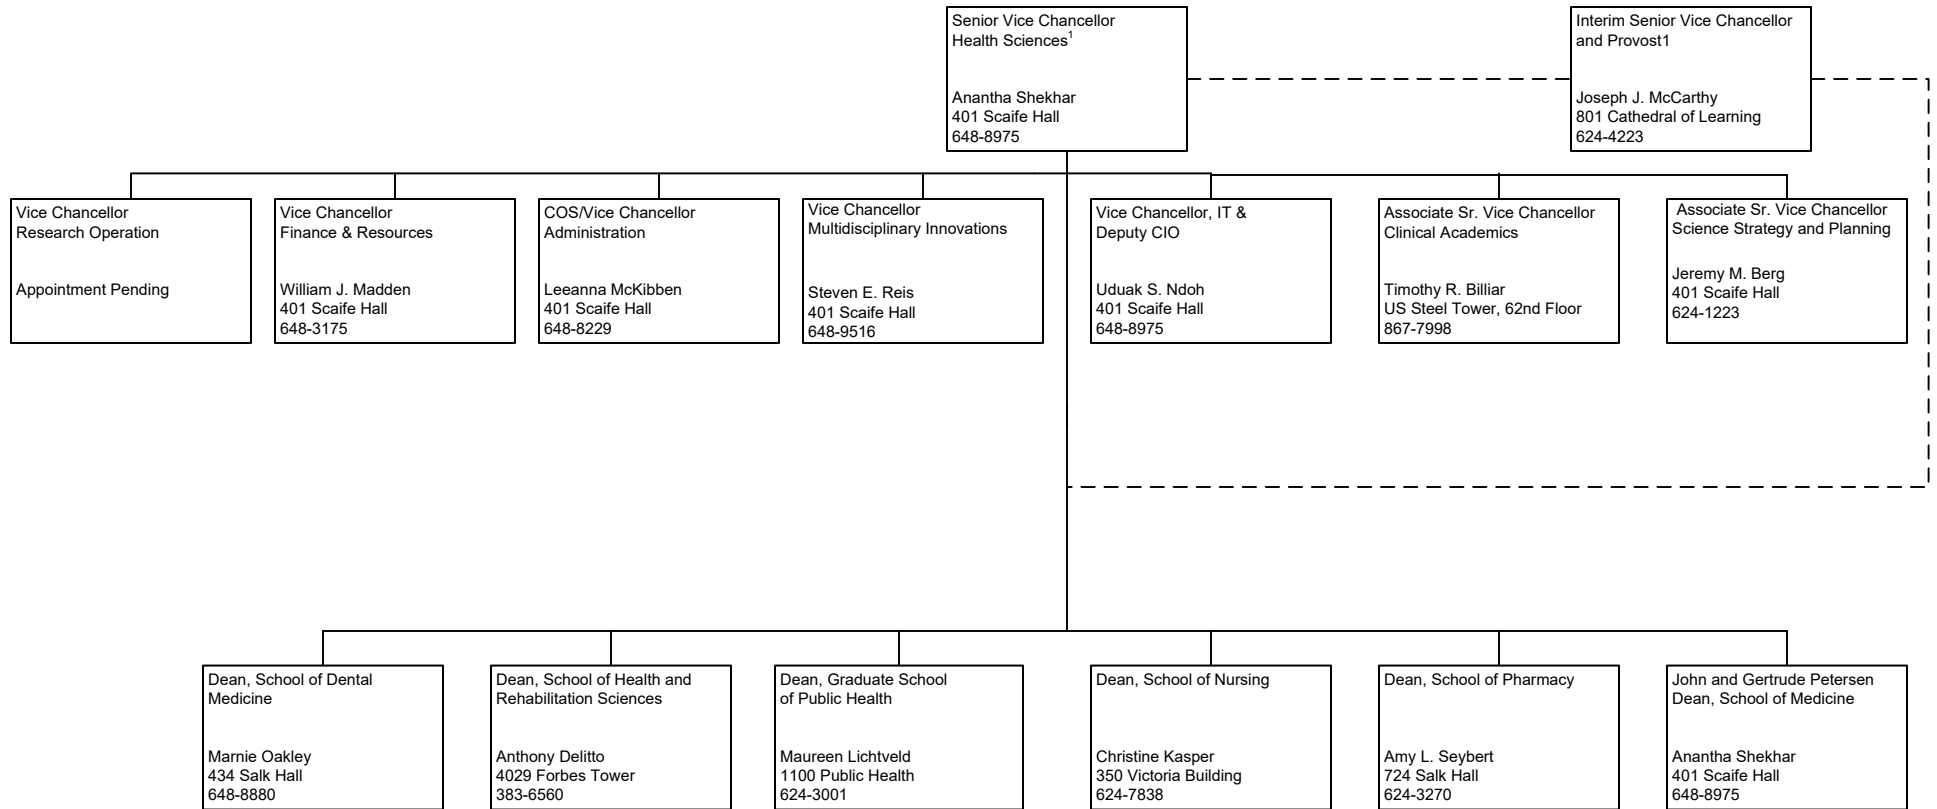 Senior Vice Chancellor
Health Sciences1
Anantha Shekhar
401 Scaife Hall
648-8975
Interim Senior Vice Chancellor
and Provost1
Joseph J. McCarthy
801 Cathedral of Learning
624-4223
Vice Chancellor
Research Operation
Appointment Pending
Vice Chancellor
Finance & Resources
William J. Madden
401 Scaife Hall
648-3175
COS/Vice Chancellor
Administration
Leeanna McKibben
401 Scaife Hall
648-8229
Vice Chancellor
Multidisciplinary Innovations
Steven E. Reis
401 Scaife Hall
648-9516
Vice Chancellor, IT &
Deputy CIO
Uduak S. Ndoh
401 Scaife Hall
648-8975
Associate Sr. Vice Chancellor
Clinical Academics
Timothy R. Billiar
US Steel Tower, 62nd Floor
867-7998
Associate Sr. Vice Chancellor
Science Strategy and Planning
Jeremy M. Berg
401 Scaife Hall
624-1223
Dean, School of Dental
Medicine
Marnie Oakley
434 Salk Hall
648-8880
Dean, School of Health and
Rehabilitation Sciences
Anthony Delitto
4029 Forbes Tower
383-6560
Dean, Graduate School
of Public Health
Maureen Lichtveld
1100 Public Health
624-3001
Dean, School of Nursing
Christine Kasper
350 Victoria Building
624-7838
Dean, School of Pharmacy
Amy L. Seybert
724 Salk Hall
624-3270
John and Gertrude Petersen
Dean, School of Medicine
Anantha Shekhar
401 Scaife Hall
648-8975